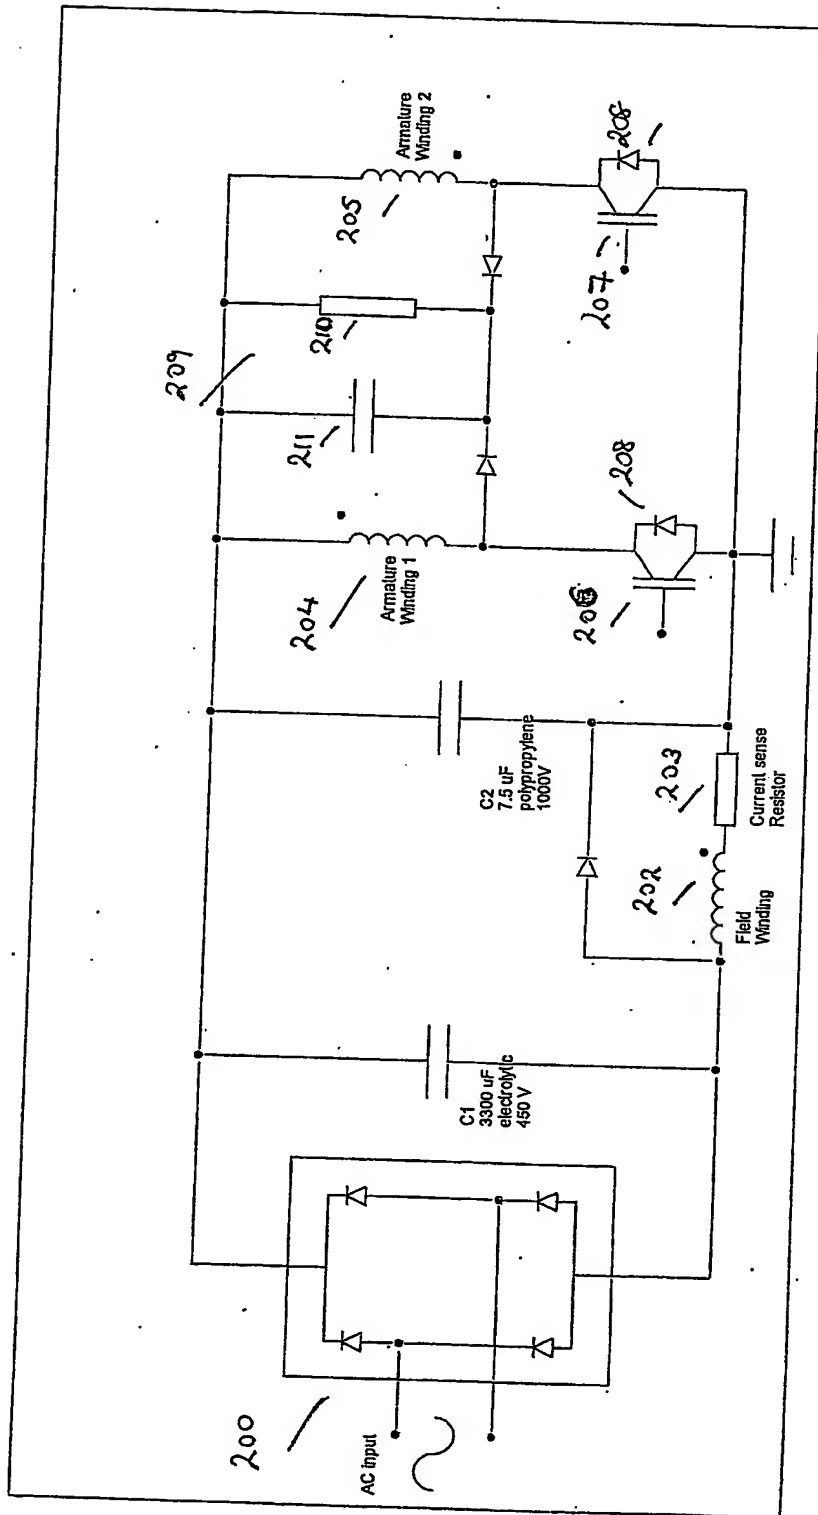 AC input
200
C1
3300 uF
electrolytic
450 V
C2
7.5 uF
polypropylene
1000V
Field
Winding
202
Current sense
Resistor
203
Armature
Winding 1
204
209
211
210
205
Armature
Winding 2
208
207
208